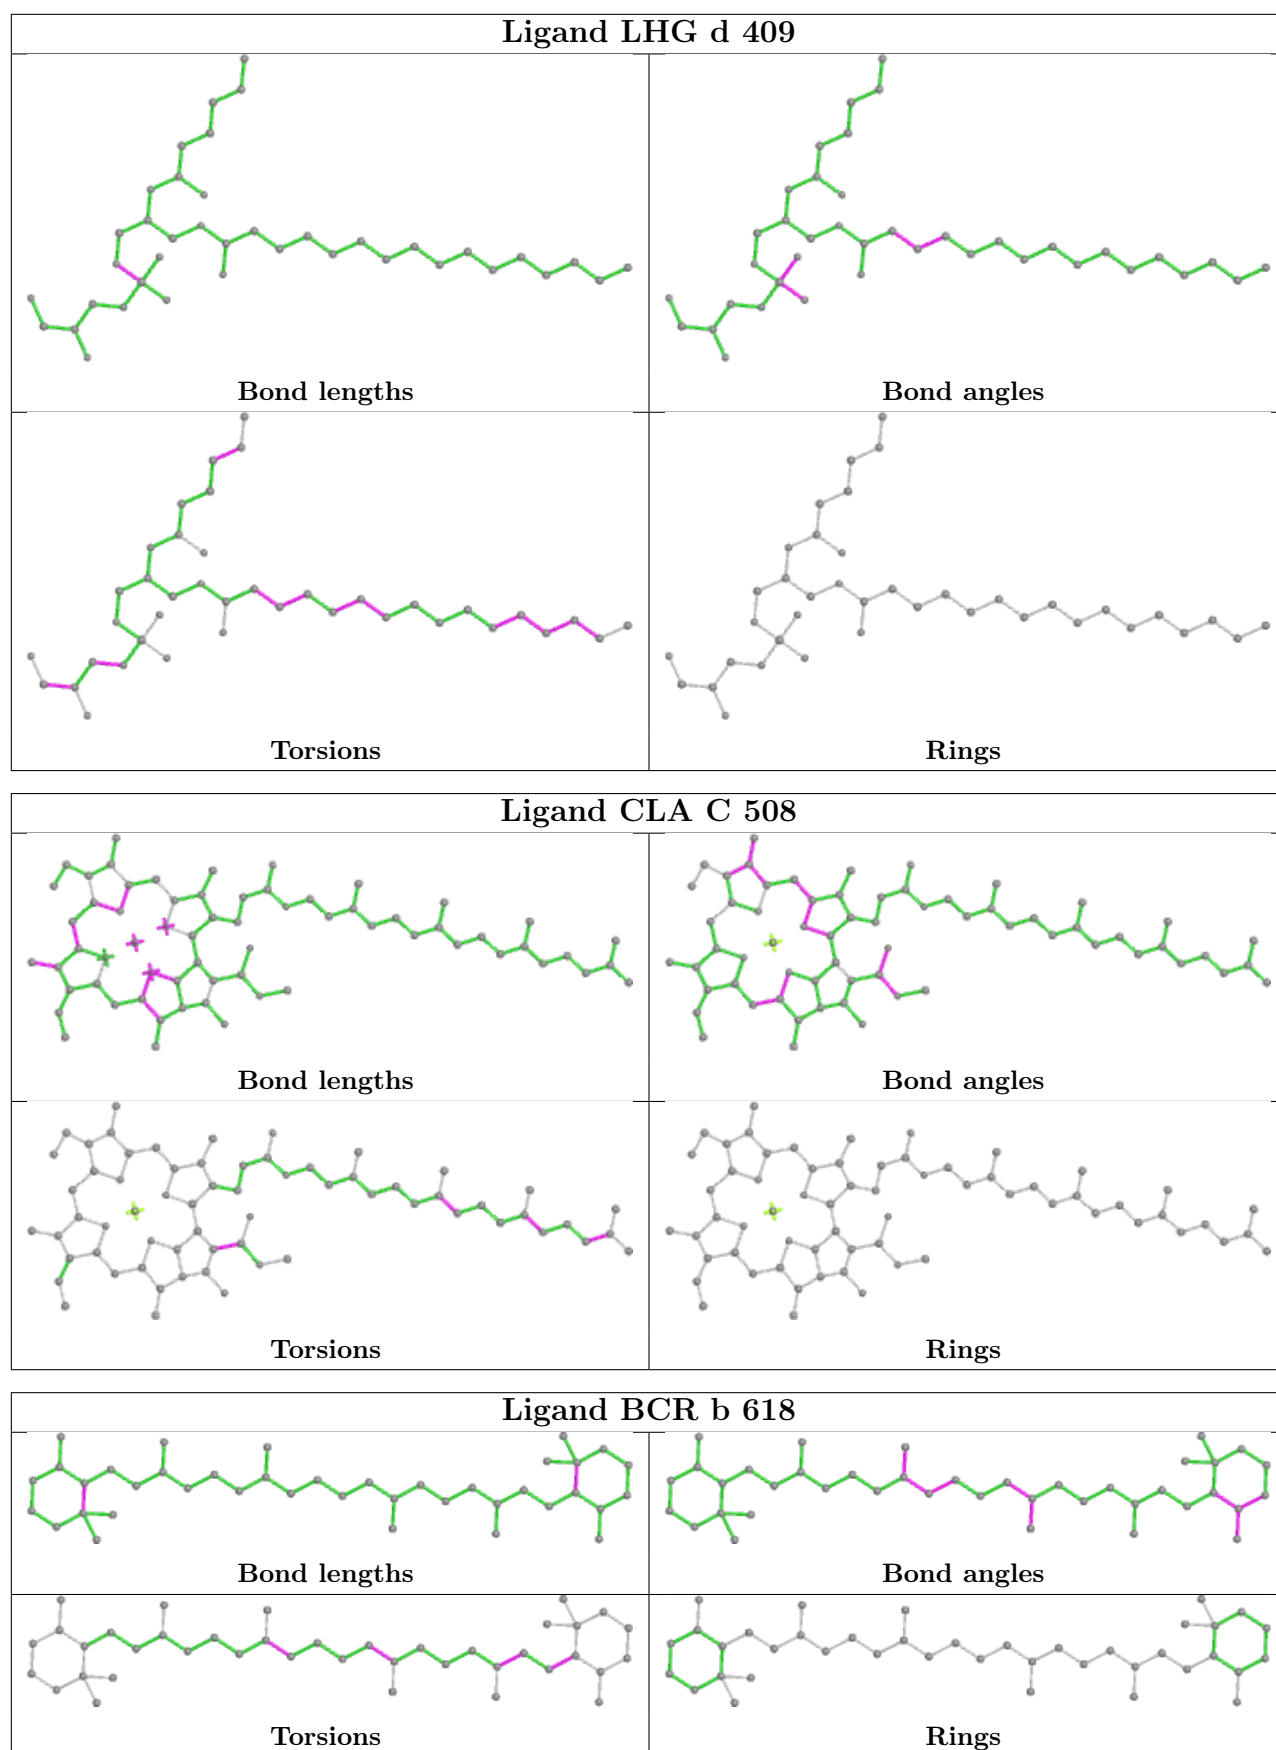 Ligand LHG d 409
Bond lengths
Bond angles
Torsions
Rings
Ligand CLA C 508
Bond lengths
Bond angles
Torsions
Rings
Ligand BCR b 618
Bond lengths
Bond angles
Torsions
Rings